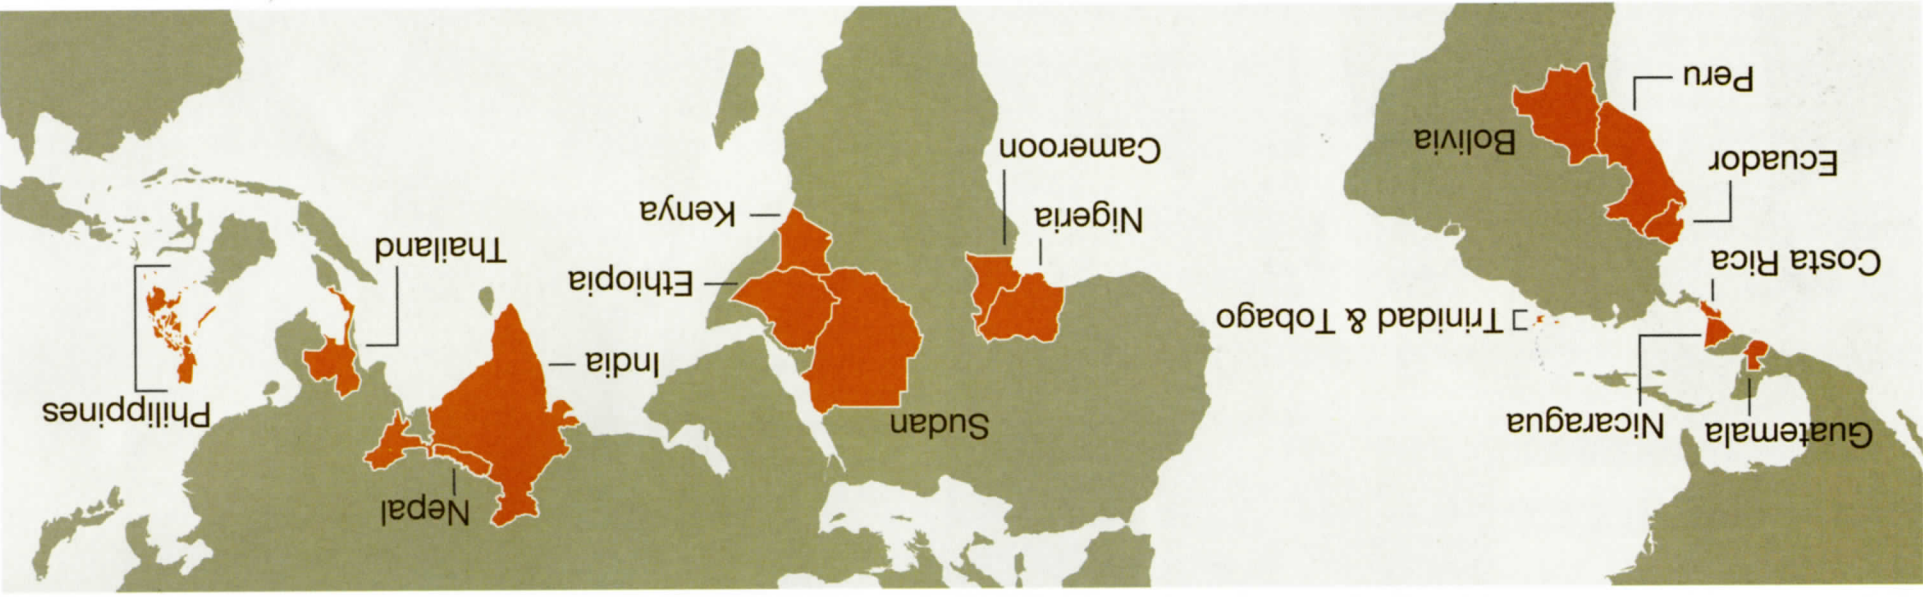 Guatemala
Nicaragua
Trinidad & Tobago
Costa Rica
Ecuador
Bolivia
Peru
Sudan
Nigeria
Cameroon
Ethiopia
Kenya
Nepal
India
Philippines
Thailand